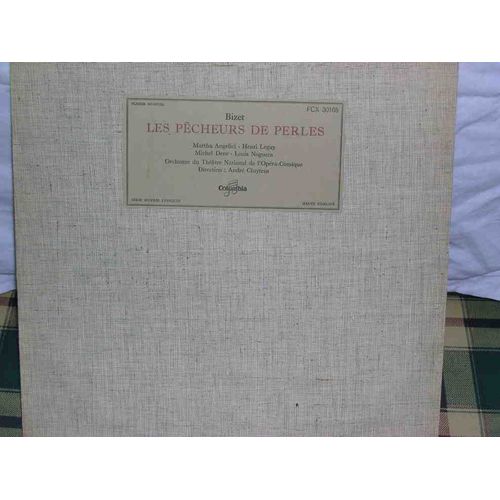 FCX 30168
Bizet
LES PÊCHEURS DE PERLES
Martha Angelici - Henri Legay
Michel Dens - Louis Noguera
Orchestre du Théâtre National de l'Opéra-Comique
Direction : André Cluytens
Columbia